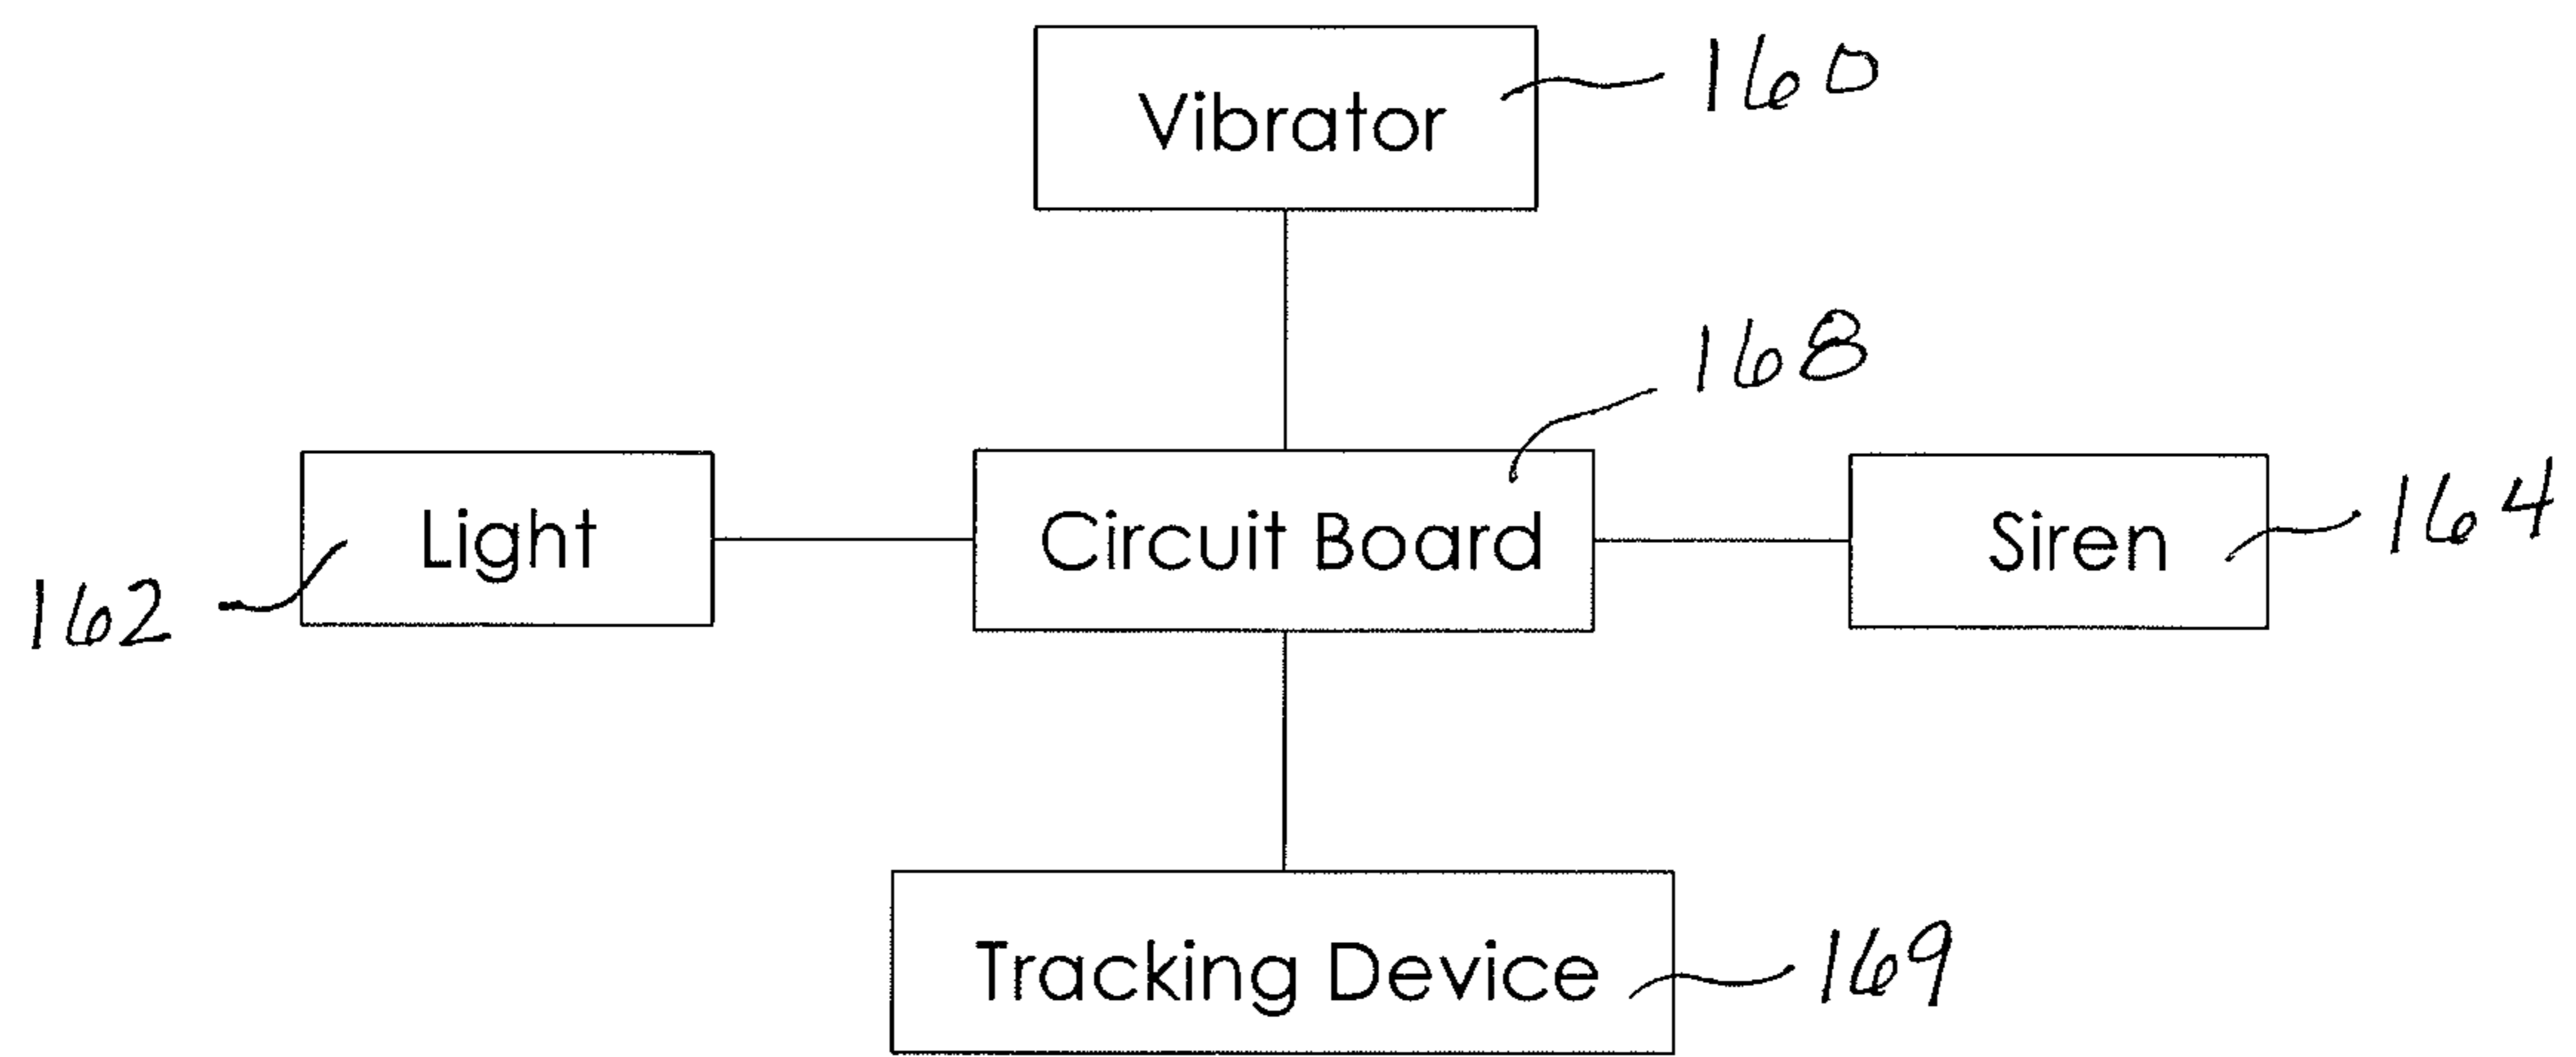 Vibrator 160
168
Light Circuit Board Siren 164
162
Tracking Device 169